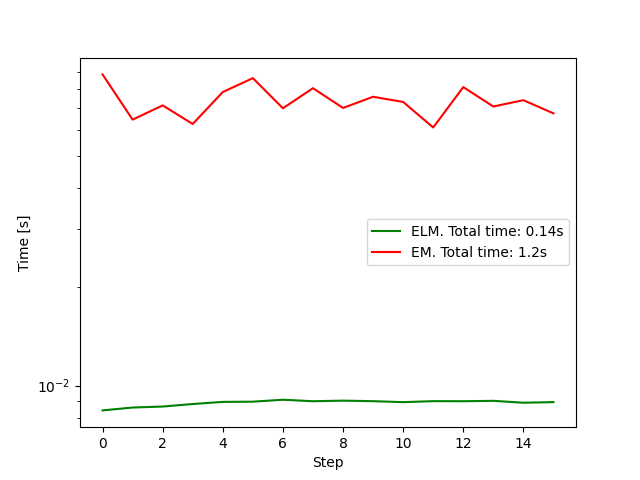 Time [s]
10⁻²
ELM. Total time: 0.14s
EM. Total time: 1.2s
0 2 4 6 8 10 12 14
Step